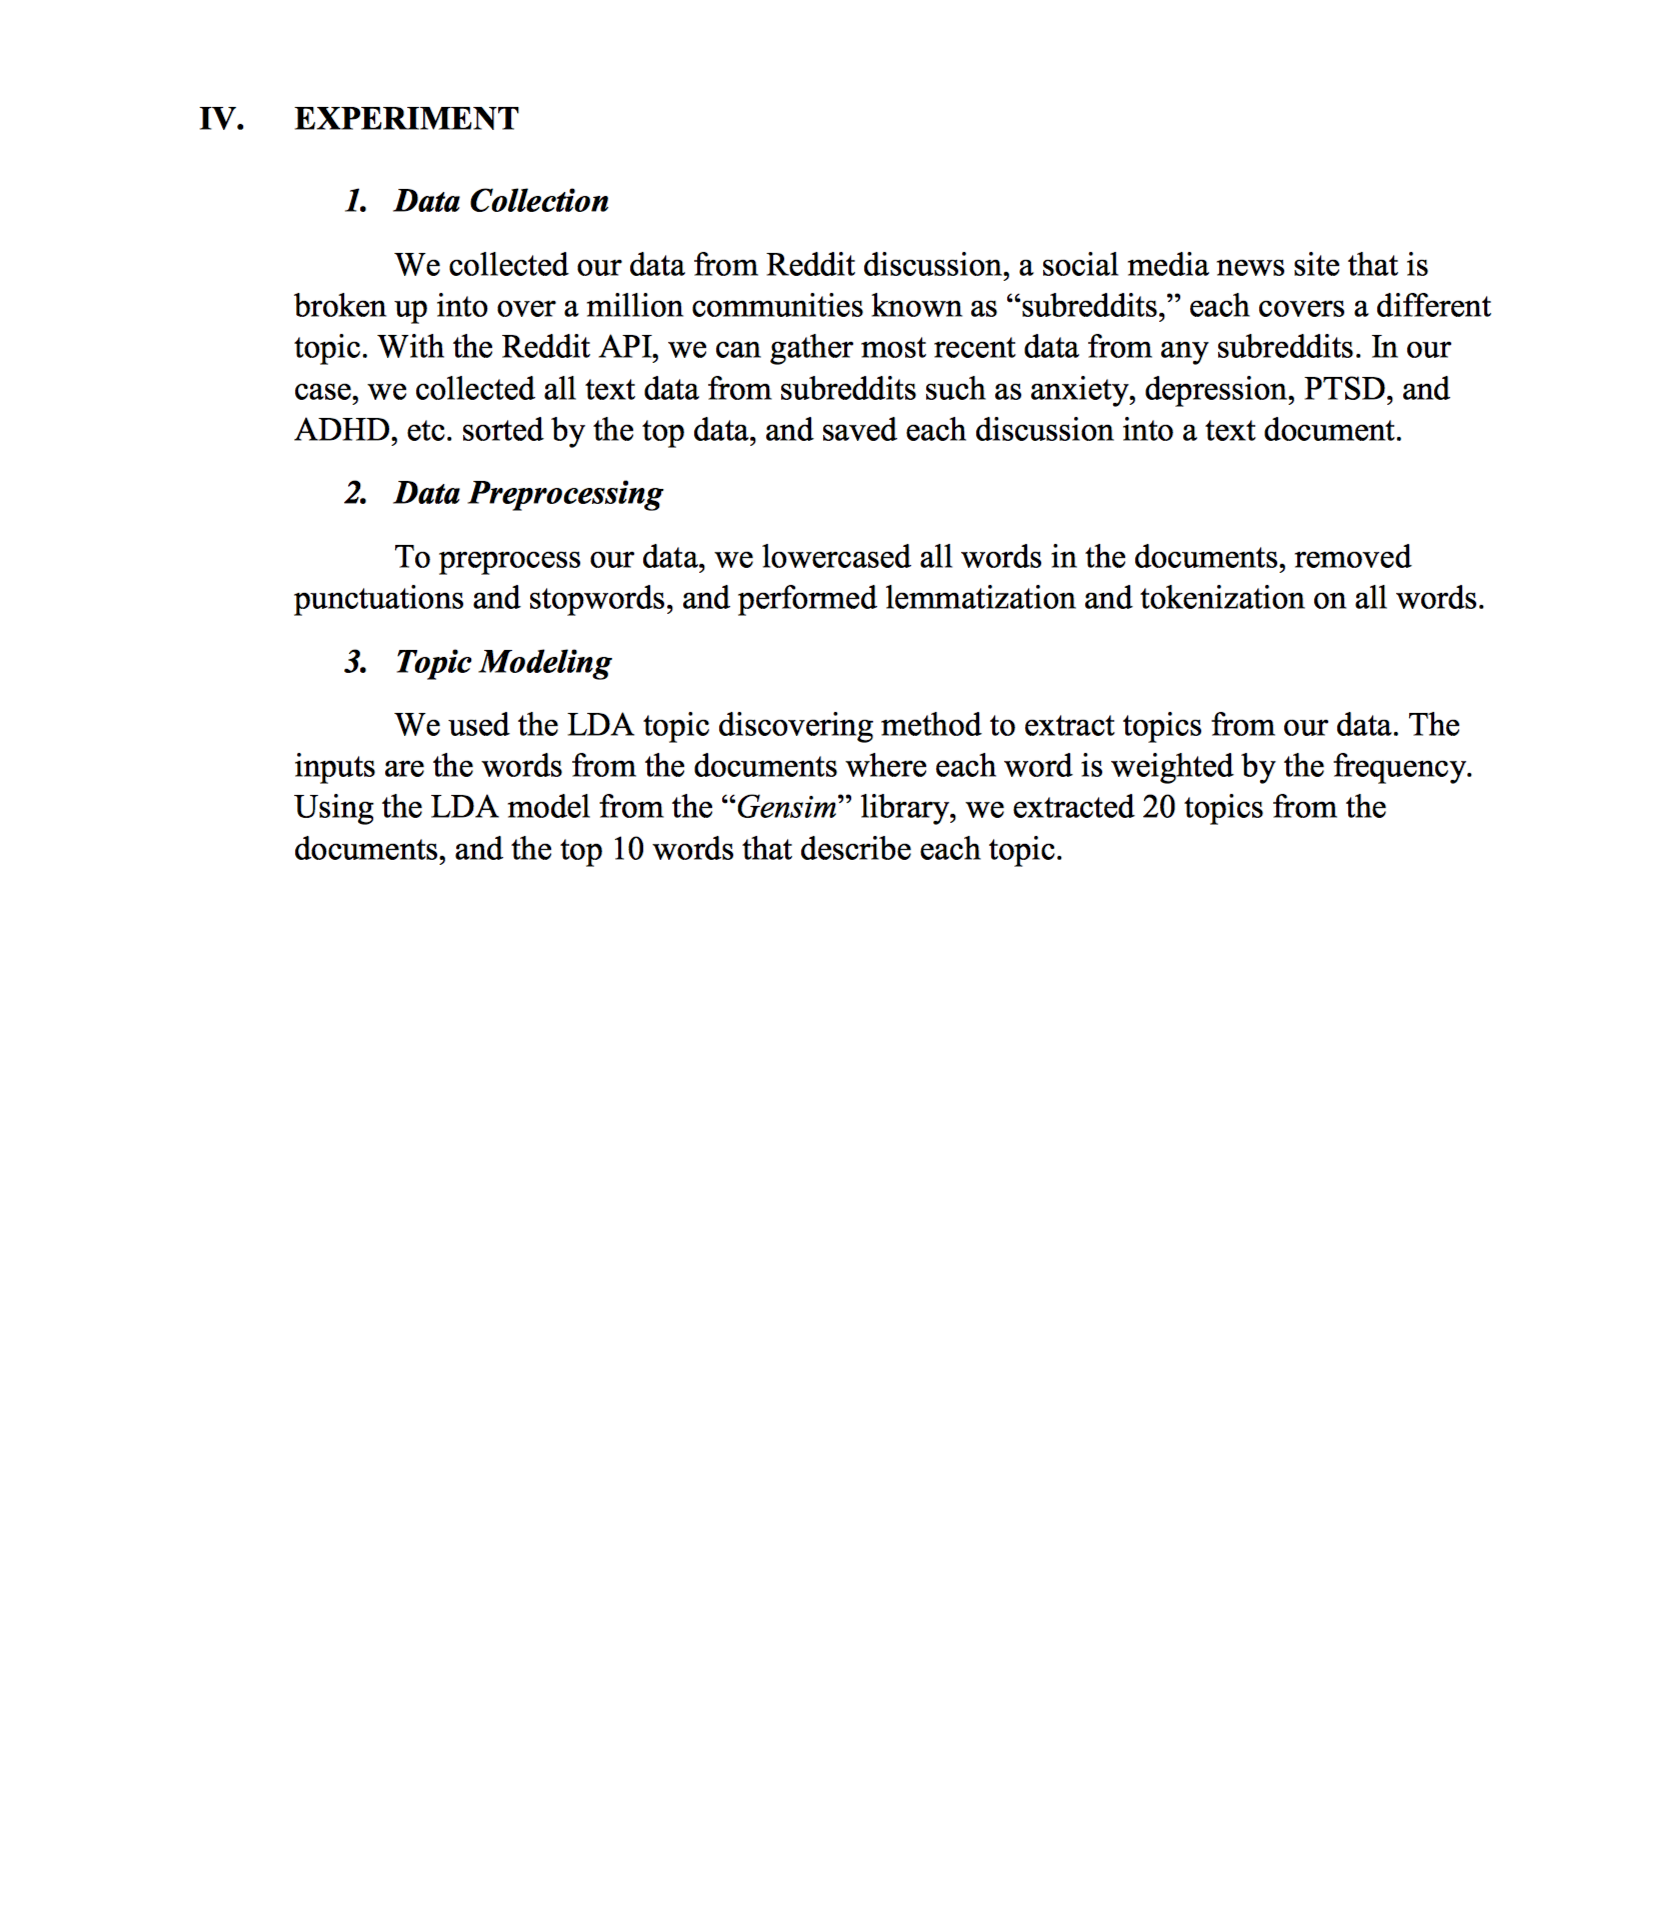 IV. EXPERIMENT
1. Data Collection
We collected our data from Reddit discussion, a social media news site that is
broken up into over a million communities known as “subreddits,” each covers a different
topic. With the Reddit API, we can gather most recent data from any subreddits. In our
case, we collected all text data from subreddits such as anxiety, depression, PTSD, and
ADHD, etc. sorted by the top data, and saved each discussion into a text document.
2. Data Preprocessing
To preprocess our data, we lowercased all words in the documents, removed
punctuations and stopwords, and performed lemmatization and tokenization on all words.
3. Topic Modeling
We used the LDA topic discovering method to extract topics from our data. The
inputs are the words from the documents where each word is weighted by the frequency.
Using the LDA model from the “Gensim” library, we extracted 20 topics from the
documents, and the top 10 words that describe each topic.